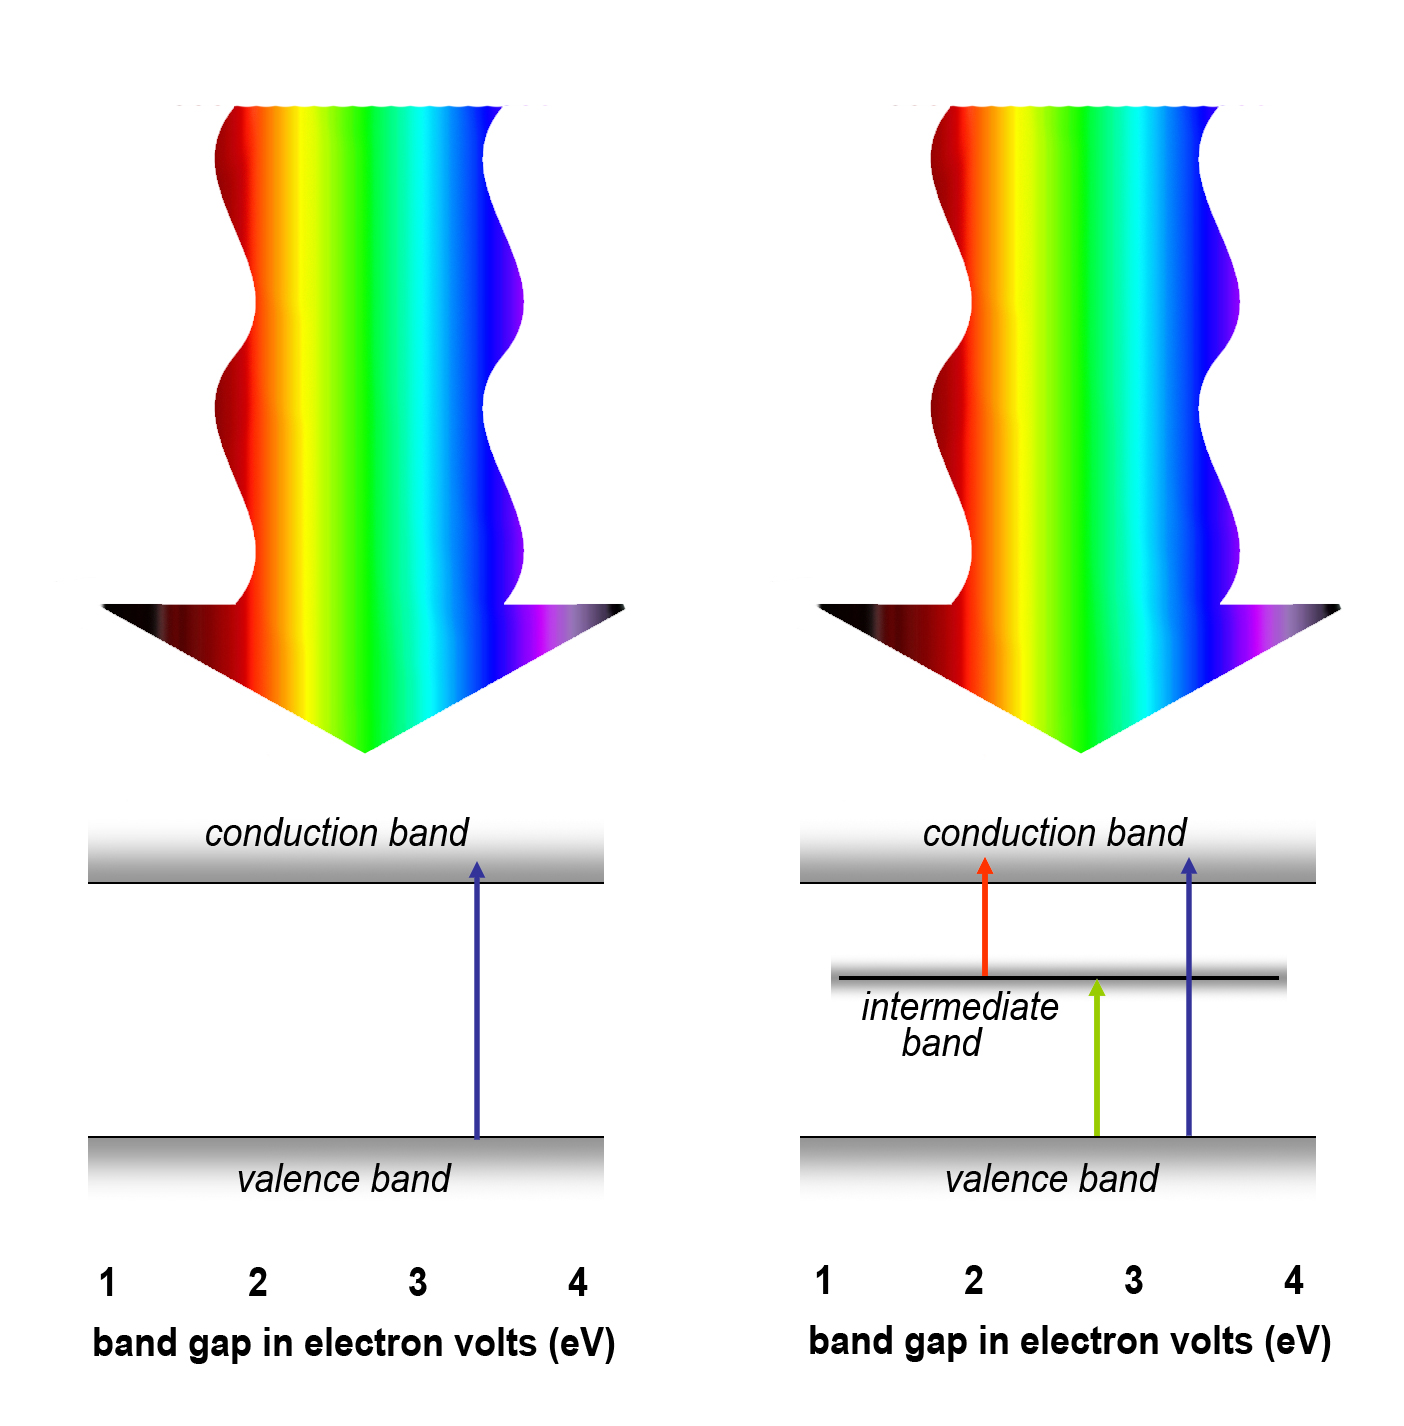 conduction band
valence band
1 2 3 4
band gap in electron volts (eV)
conduction band
intermediate
band
valence band
1 2 3 4
band gap in electron volts (eV)